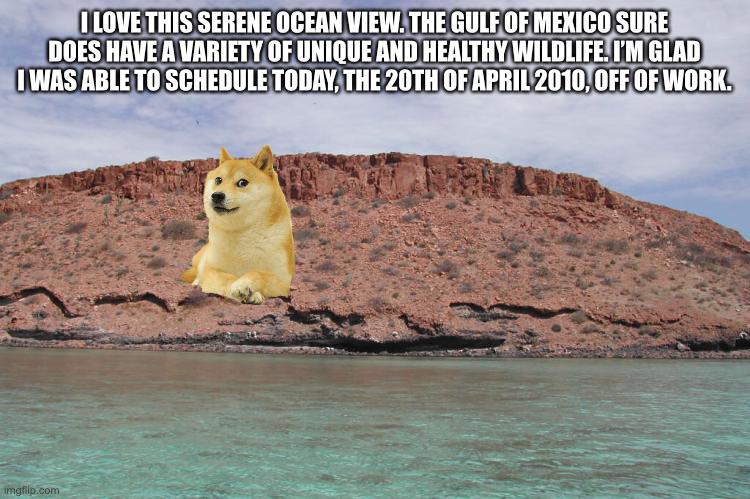 I LOVE THIS SERENE OCEAN VIEW. THE GULF OF MEXICO SURE
DOES HAVE A VARIETY OF UNIQUE AND HEALTHY WILDLIFE. I'M GLAD
I WAS ABLE TO SCHEDULE TODAY, THE 20TH OF APRIL 2010, OFF OF WORK.
imgflip.com